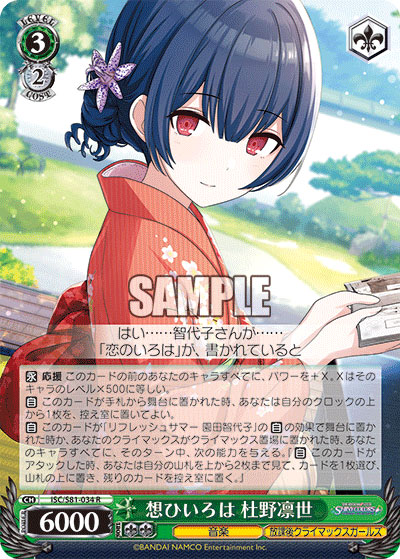 LEVEL
3
2
COST
SAMPLE
はい……智代子さんが……
「恋のいろは」が、書かれていると
永 応援 このカードの前のあなたのキャラすべてに、パワーを+X。Xはその
キャラのレベル×500に等しい。
自 このカードが手札から舞台に置かれた時、あなたは自分のクロックの上
から1枚を、控え室に置いてよい。
自 このカードが「リフレッシュサマー 園田智代子」の自の効果で舞台に置
かれた時か、あなたのクライマックスがクライマックス置場に置かれた時、あな
たのキャラすべてに、そのターン中、次の能力を与える。『自 このカードが
アタックした時、あなたは自分の山札を上から2枚まで見て、カードを1枚選び、
山札の上に置き、残りのカードを控え室に置く。』
CH
ISC/S81-034 R
POWER
6000
想ひいろは 杜野凛世
SHINY COLORS
音楽
放課後クライマックスガールズ
©BANDAI NAMCO Entertainment Inc.